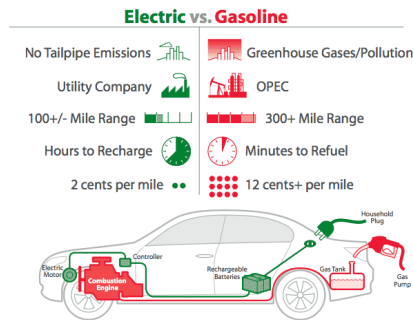 Electric vs. Gasoline
No Tailpipe Emissions
Greenhouse Gases/Pollution
Utility Company
OPEC
100+/- Mile Range
300+ Mile Range
Hours to Recharge
Minutes to Refuel
2 cents per mile
12 cents+ per mile
Household
Plug
Electric
Motor
Controller
Combustion
Engine
Rechargeable
Batteries
Gas Tank
Gas
Pump